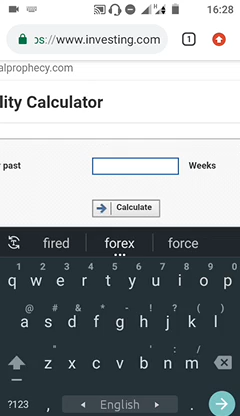 16:28
ps://www.investing.com 1
alprophecy.com
lity Calculator
past Weeks
Calculate
fired forex force
1 2 3 4 5 6 7 8 9 0
q w e r t y u i o p
@ # & * - ! ? ( )
a s d f g h j k l
" ' : /
z x c v b n m
?123 , English .